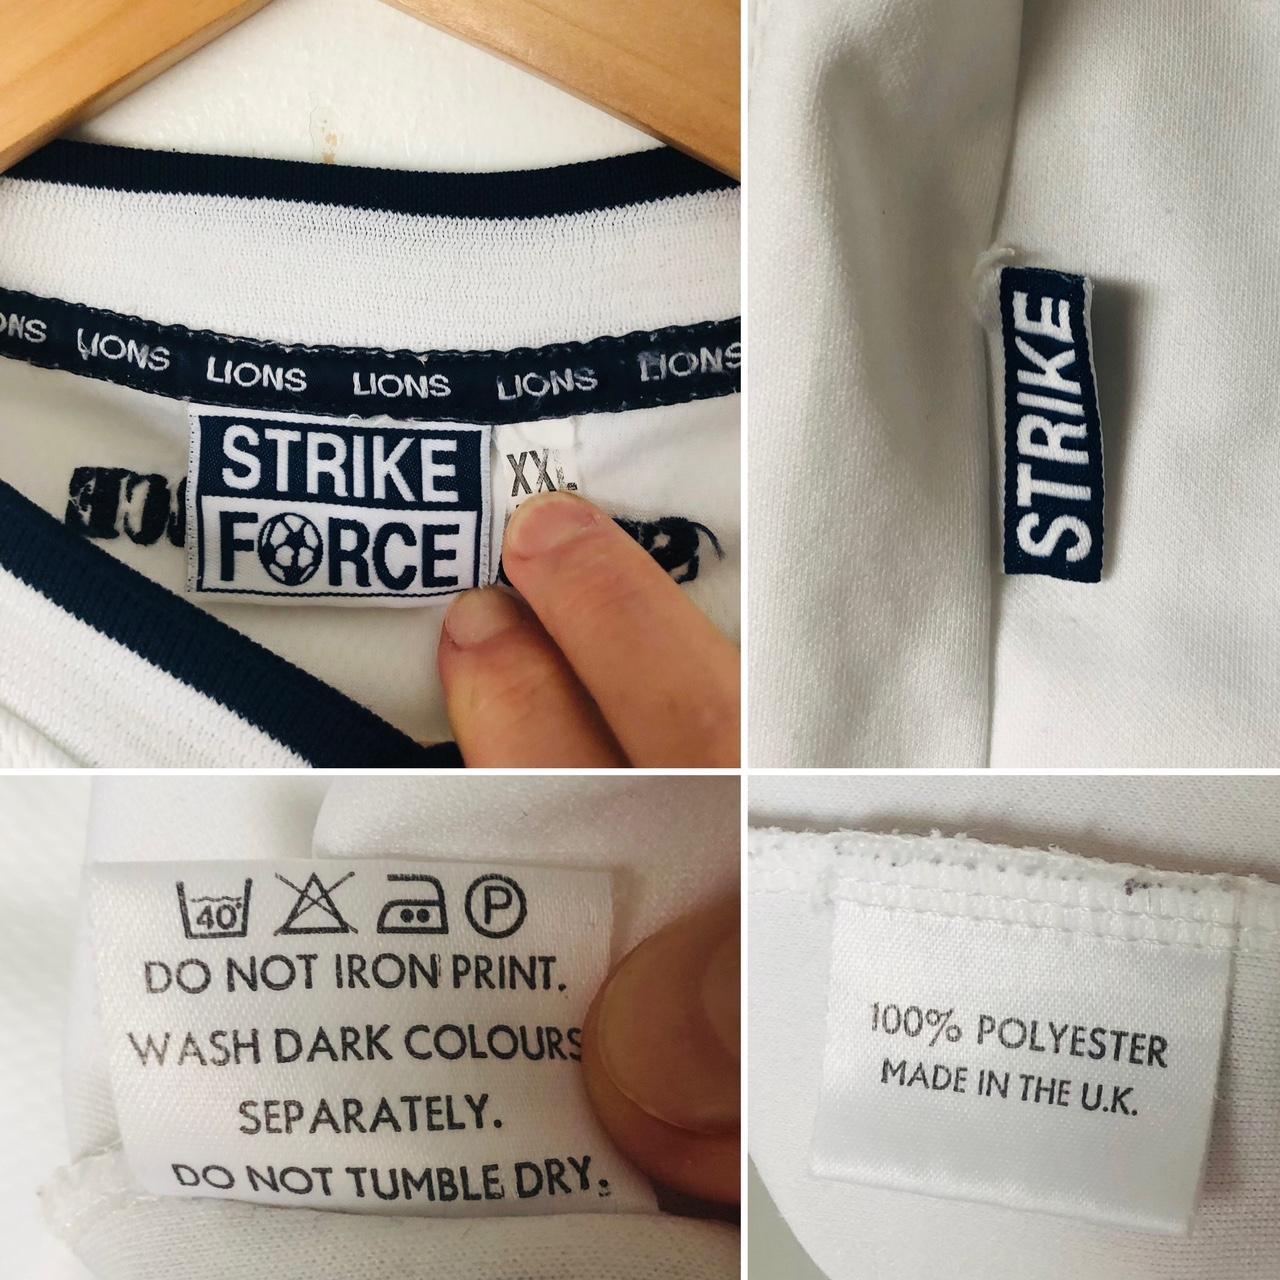 LIONS LIONS LIONS LIONS LIONS
STRIKE
FORCE
XXL
STRIKE
40°
P
DO NOT IRON PRINT.
WASH DARK COLOURS
SEPARATELY.
DO NOT TUMBLE DRY.
100% POLYESTER
MADE IN THE U.K.